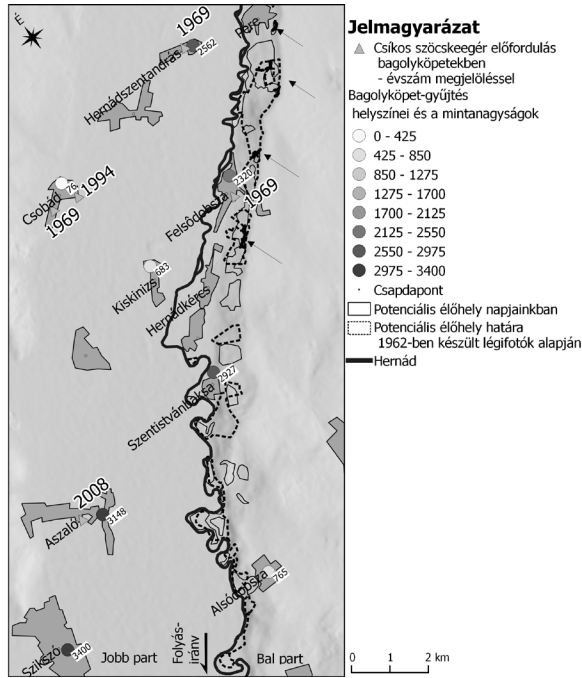 É
1969
Pere
2562
Hernádszentandrás
1994
76
Csobád
1969
2320
1969
Felsődobsza
683
Kiskinizs
Hernádkércs
2927
Szentistvánbaksa
2008
3148
Aszaló
765
Alsódobsza
3400
Szikszó
Jobb part
Folyás-
irány
Bal part
Jelmagyarázat
Csíkos szöcskeegér előfordulás
bagolyköpetekben
- évszám megjelöléssel
Bagolyköpet-gyűjtés
helyszínei és a mintanagyságok
0 - 425
425 - 850
850 - 1275
1275 - 1700
1700 - 2125
2125 - 2550
2550 - 2975
2975 - 3400
Csapdapont
Potenciális élőhely napjainkban
Potenciális élőhely határa
1962-ben készült légifotók alapján
Hernád
0 1 2 km